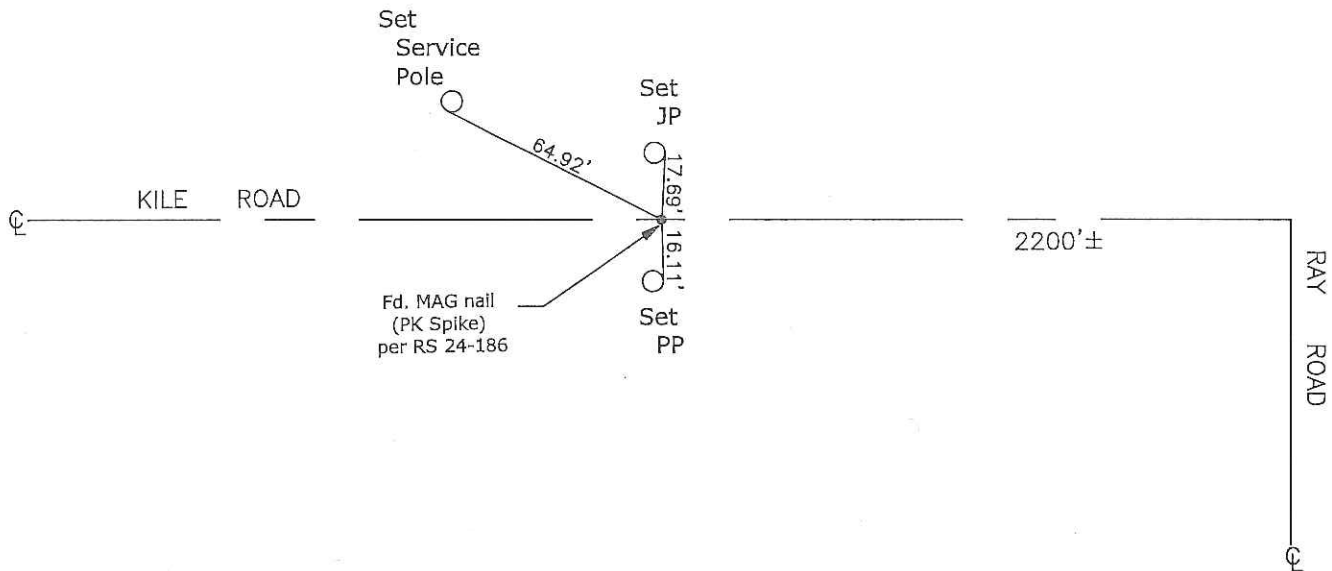 Set
Service
Pole
Set
JP
64.92'
17.69'
KILE ROAD
℄
16.11'
2200'±
RAY ROAD
Fd. MAG nail
(PK Spike)
per RS 24-186
Set
PP
℄